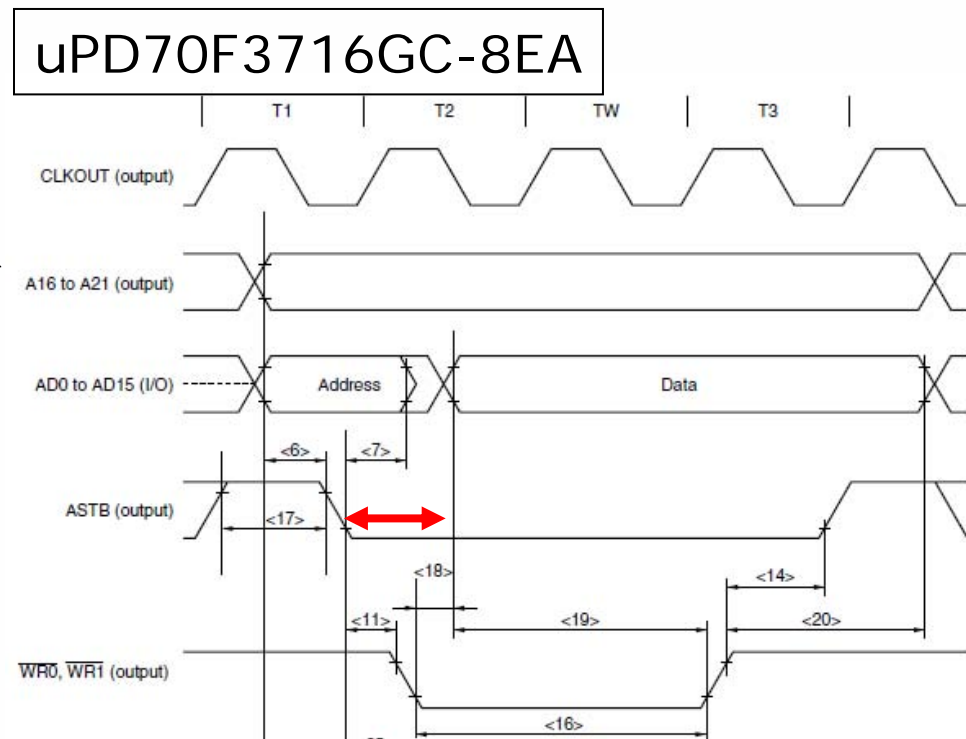 uPD70F3716GC-8EA
T1 T2 TW T3
CLKOUT (output)
A16 to A21 (output)
AD0 to AD15 (I/O) Address Data
<6> <7>
ASTB (output)
<17>
<18> <14>
<11> <19> <20>
WR0, WR1 (output)
<16>